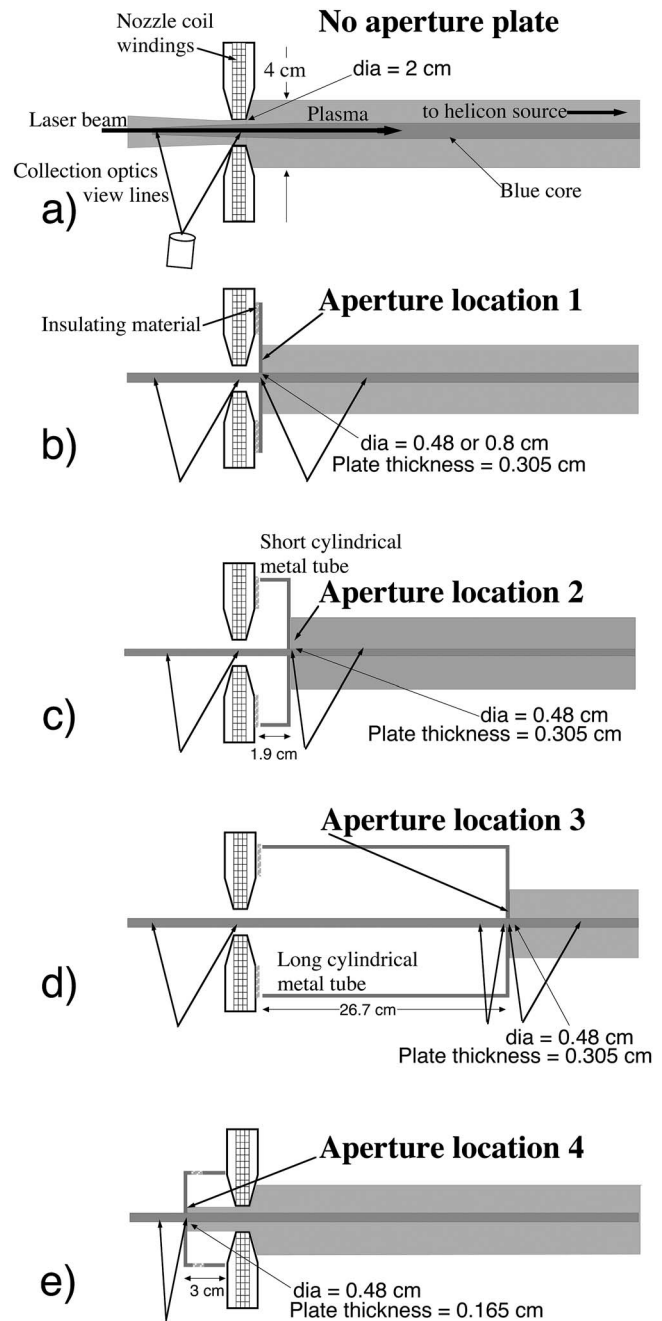 No aperture plate
Nozzle coil
windings
4 cm
dia = 2 cm
Laser beam
Plasma
to helicon source
Collection optics
view lines
Blue core
a)
Aperture location 1
Insulating material
dia = 0.48 or 0.8 cm
Plate thickness = 0.305 cm
b)
Short cylindrical
metal tube
Aperture location 2
dia = 0.48 cm
Plate thickness = 0.305 cm
1.9 cm
c)
Aperture location 3
Long cylindrical
metal tube
26.7 cm
dia = 0.48 cm
Plate thickness = 0.305 cm
d)
Aperture location 4
3 cm
dia = 0.48 cm
Plate thickness = 0.165 cm
e)